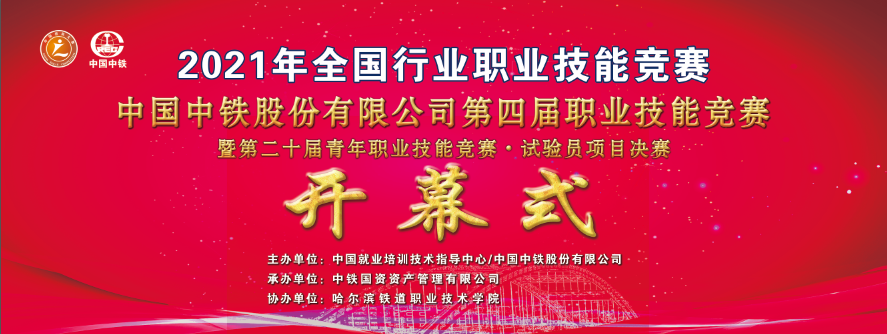 中国中铁
2021年全国行业职业技能竞赛
中国中铁股份有限公司第四届职业技能竞赛
暨第二十届青年职业技能竞赛·试验员项目决赛
开幕式
主办单位：中国就业培训技术指导中心/中国中铁股份有限公司
承办单位：中铁国资资产管理有限公司
协办单位：哈尔滨铁道职业技术学院